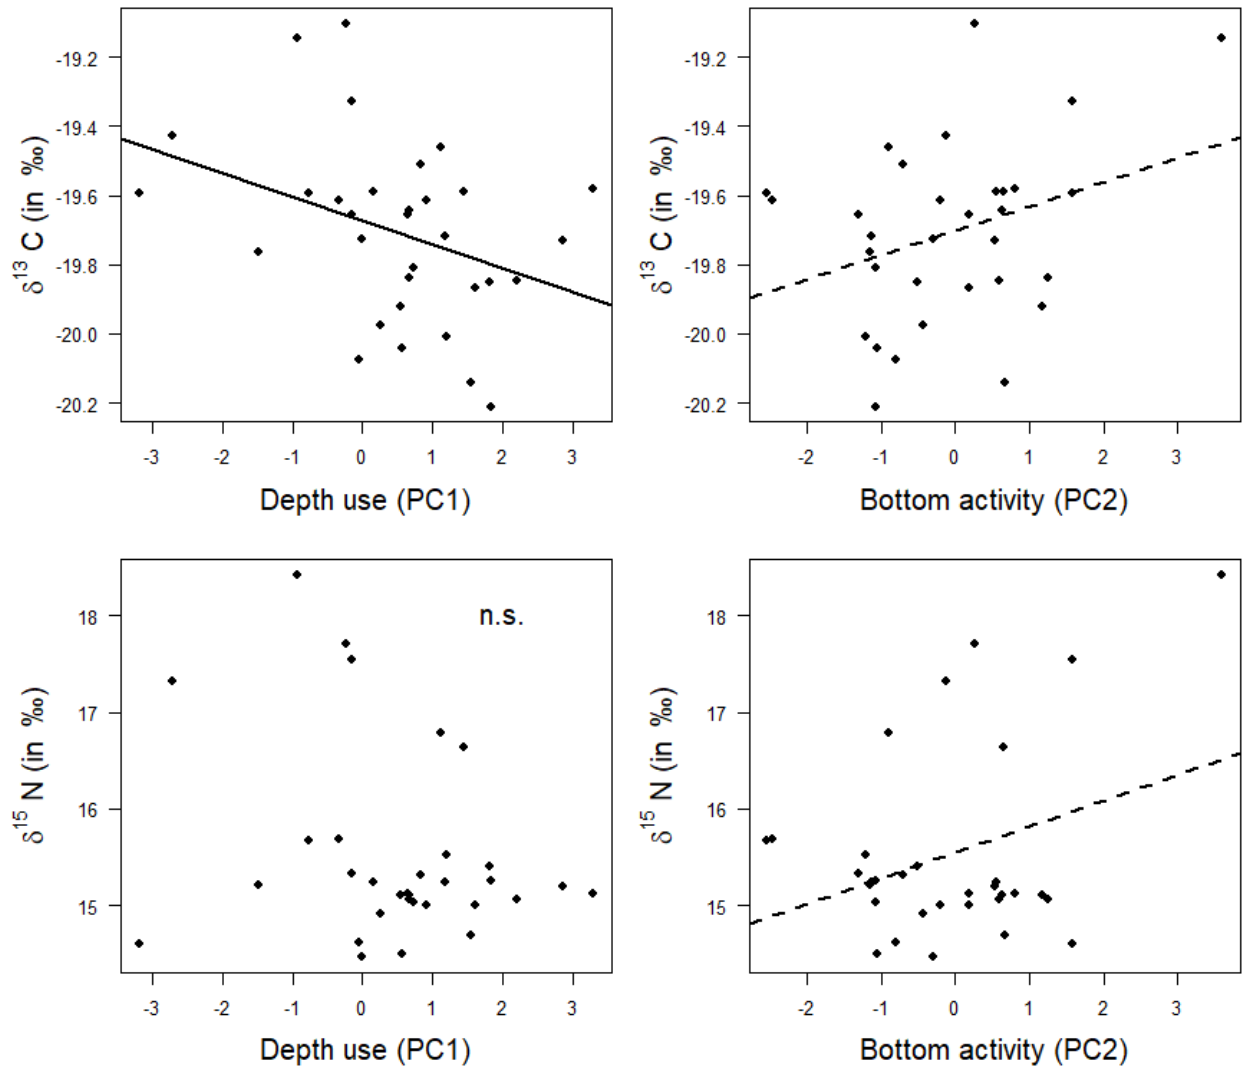 -19.2
-19.4
-19.6
-19.8
-20.0
-20.2
δ13 C (in ‰)
-3 -2 -1 0 1 2 3
Depth use (PC1)
-19.2
-19.4
-19.6
-19.8
-20.0
-20.2
δ13 C (in ‰)
-2 -1 0 1 2 3
Bottom activity (PC2)
n.s.
18
17
16
15
δ15 N (in ‰)
-3 -2 -1 0 1 2 3
Depth use (PC1)
18
17
16
15
δ15 N (in ‰)
-2 -1 0 1 2 3
Bottom activity (PC2)